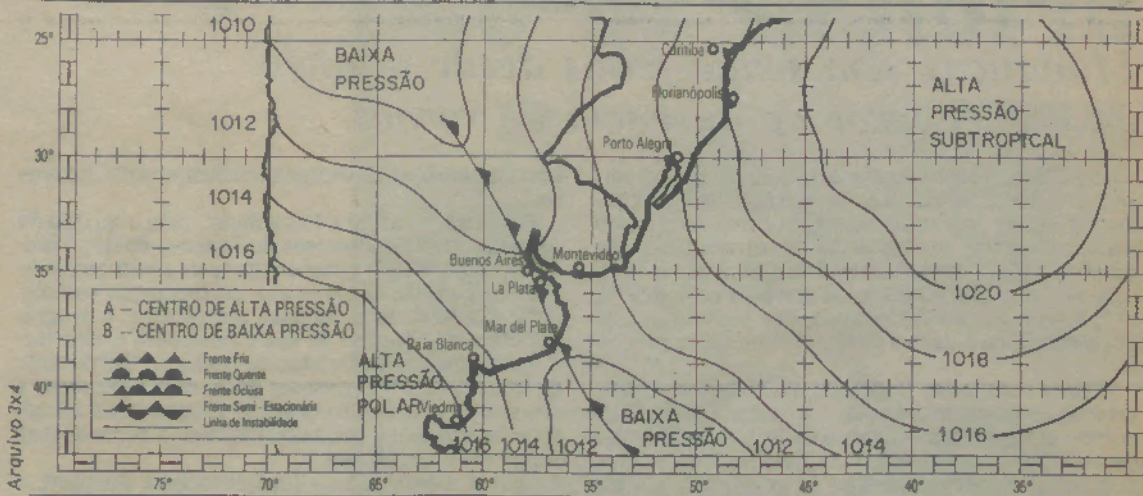 1010
25°
BAIXA
PRESSÃO
Curitiba
Florianópolis
ALTA
PRESSÃO
SUBTROPICAL
1012
30°
Porto Alegre
1014
1016
35°
Buenos Aires
Montevideo
La Plata
1020
A - CENTRO DE ALTA PRESSÃO
B - CENTRO DE BAIXA PRESSÃO
Frente Fria
Frente Quente
Frente Oclusa
Frente Semi - Estacionária
Linha de Instabilidade
Mar del Plata
Baía Blanca
1018
ALTA
PRESSÃO
POLAR
Viedma
40°
BAIXA
PRESSÃO
1016
1016
1014
1012
1012
1014
80°
75°
70°
65°
60°
55°
50°
45°
40°
35°
Arquivo 3x4